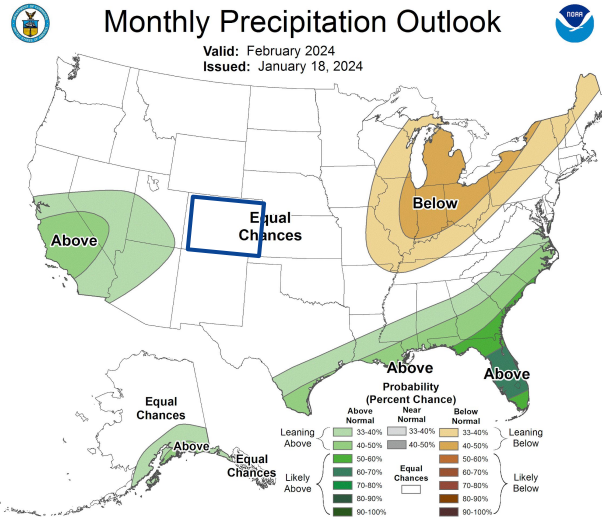 Monthly Precipitation Outlook
NOAA
Valid: February 2024
Issued: January 18, 2024
Equal
Chances
Above
Below
Above
Above
Equal
Chances
Above
Equal
Chances
Probability
(Percent Chance)
Above
Normal
Near
Normal
Below
Normal
Leaning
Above
33-40%
33-40%
33-40%
Leaning
Below
40-50%
40-50%
40-50%
50-60%
50-60%
Likely
Above
60-70%
Equal
Chances
60-70%
Likely
Below
70-80%
70-80%
80-90%
80-90%
90-100%
90-100%